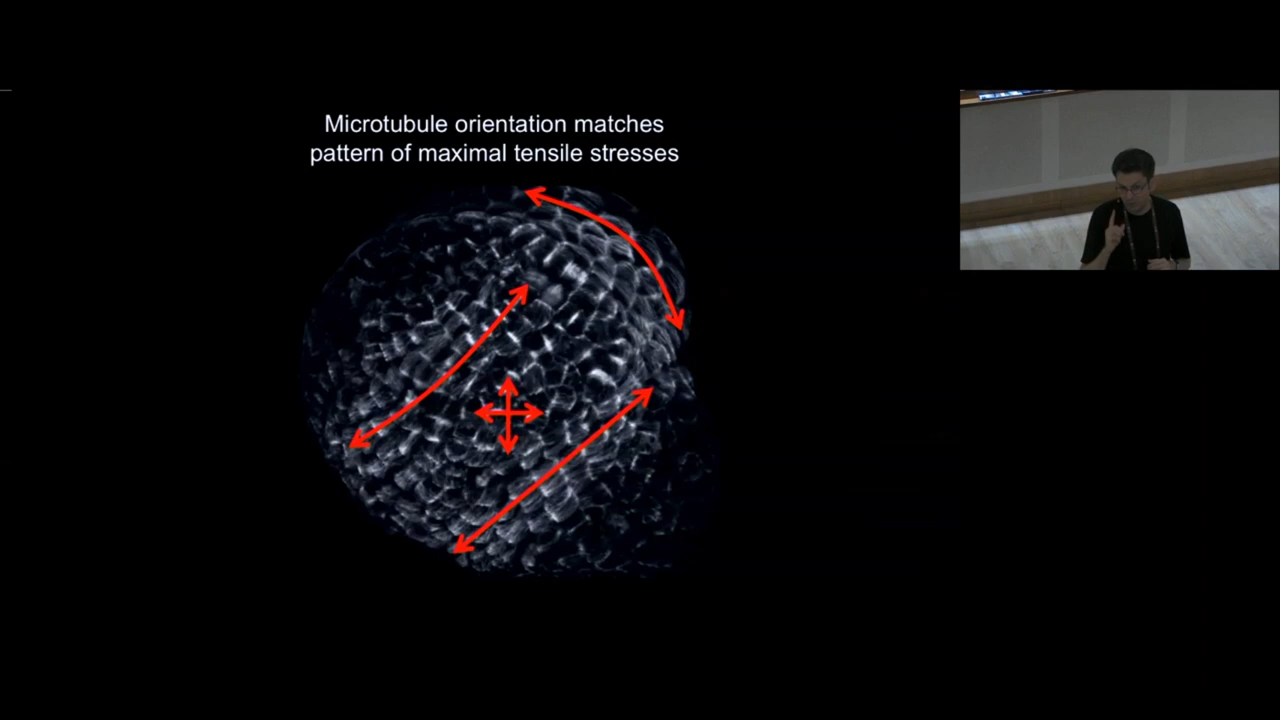 Microtubule orientation matches
pattern of maximal tensile stresses